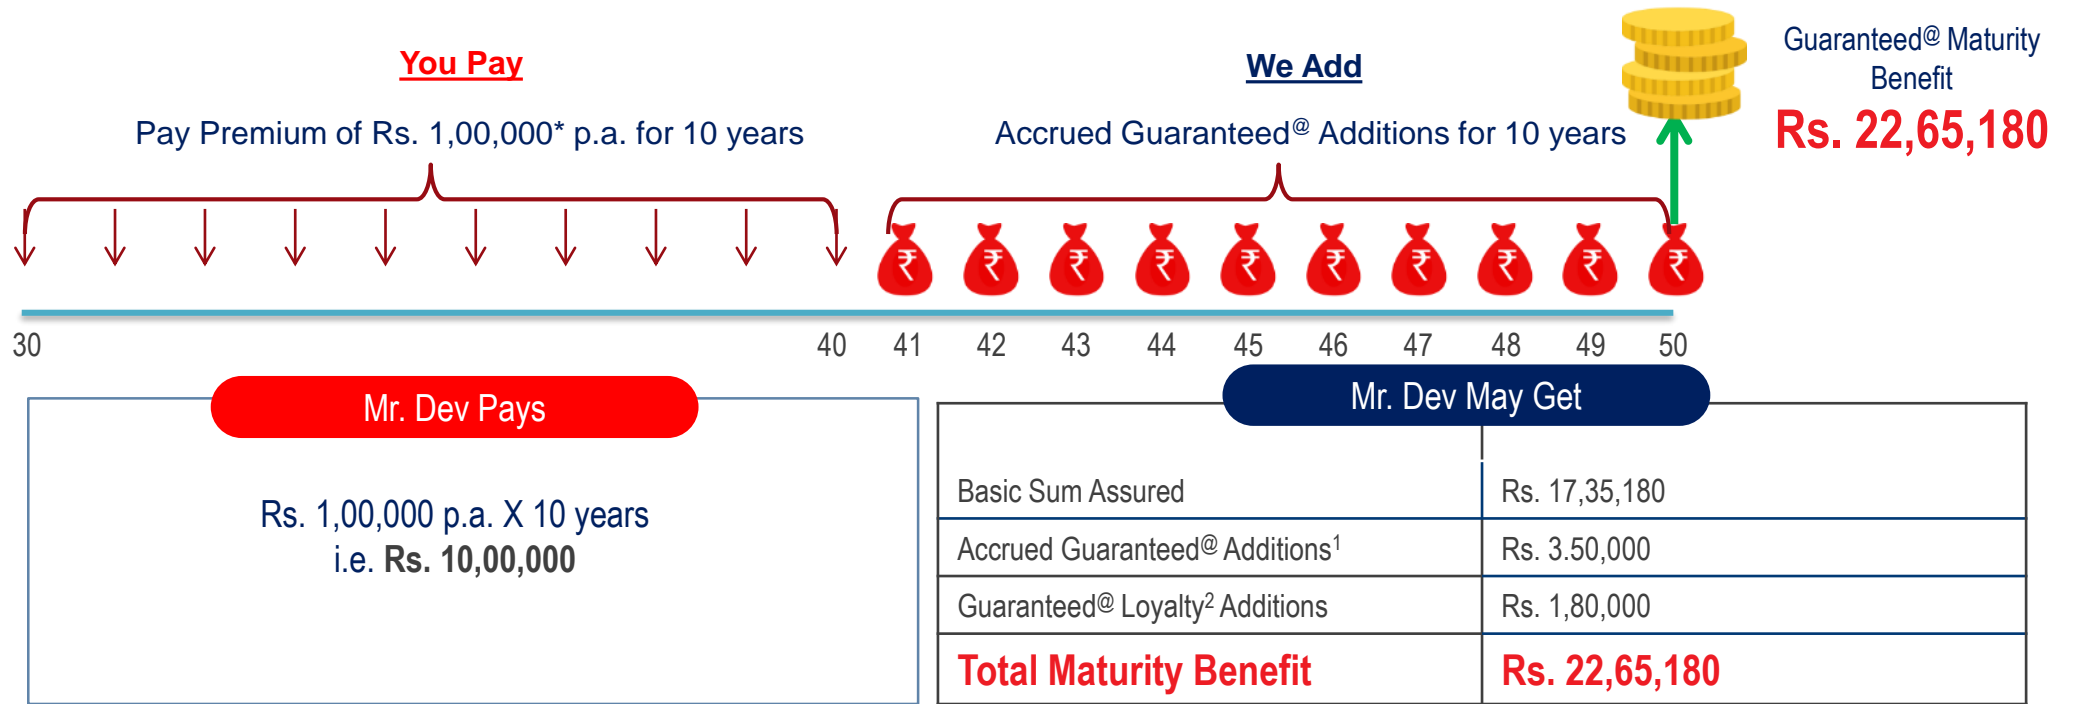 You Pay
We Add
Guaranteed@ Maturity
Benefit
Rs. 22,65,180
Pay Premium of Rs. 1,00,000* p.a. for 10 years
Accrued Guaranteed@ Additions for 10 years
₹ ₹ ₹ ₹ ₹ ₹ ₹ ₹ ₹ ₹
30 40 41 42 43 44 45 46 47 48 49 50
Mr. Dev Pays
Rs. 1,00,000 p.a. X 10 years
i.e. Rs. 10,00,000
Mr. Dev May Get
Basic Sum Assured Rs. 17,35,180
Accrued Guaranteed@ Additions1 Rs. 3.50,000
Guaranteed@ Loyalty2 Additions Rs. 1,80,000
Total Maturity Benefit Rs. 22,65,180